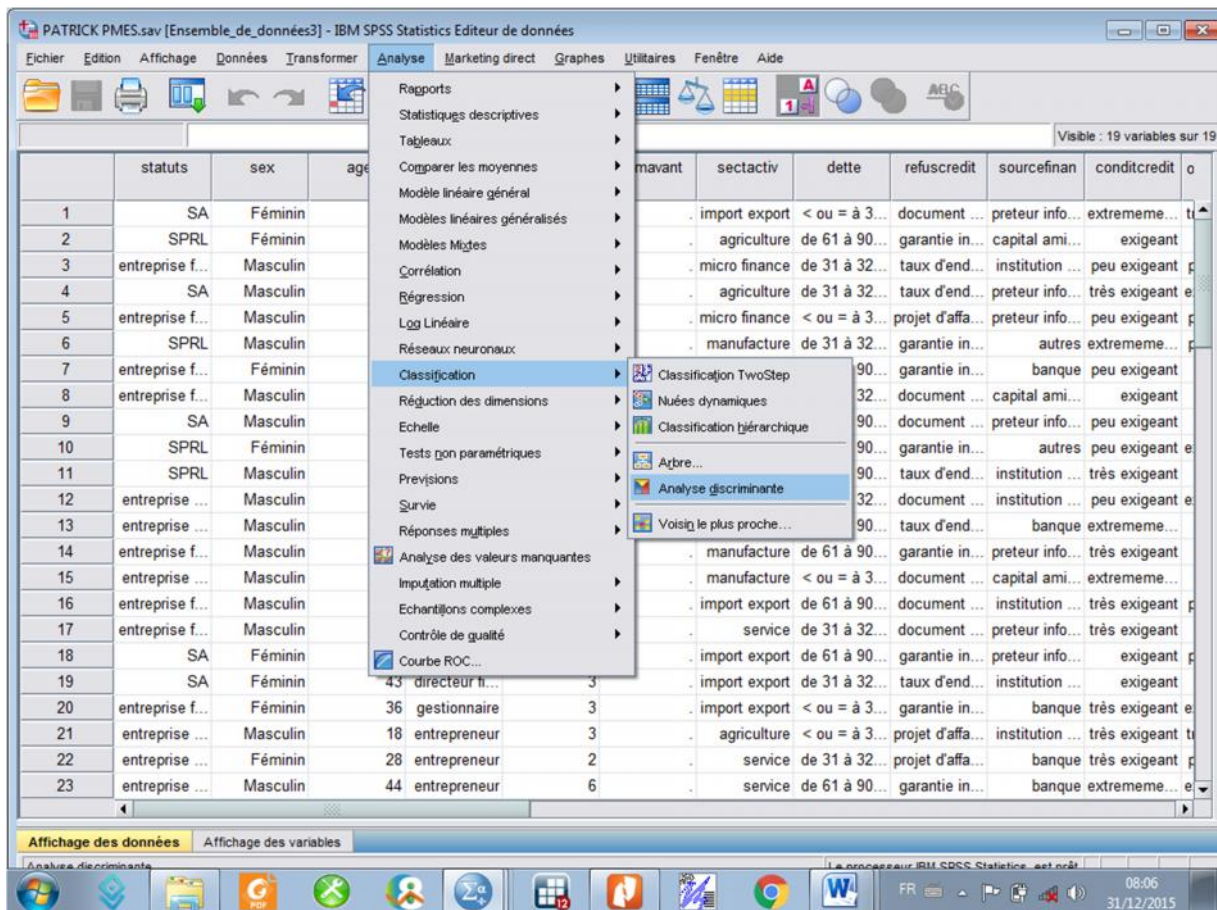 PATRICK PMES.sav [Ensemble_de_données3] - IBM SPSS Statistics Editeur de données
Fichier Edition Affichage Données Transformer Analyse Marketing direct Graphes Utilitaires Fenêtre Aide
Visible : 19 variables sur 19
statuts sex age mavant sectactiv dette refuscredit sourcefinan conditcredit o
Rapports
Statistiques descriptives
Tableaux
Comparer les moyennes
Modèle linéaire général
Modèles linéaires généralisés
Modèles Mixtes
Corrélation
Régression
Log Linéaire
Réseaux neuronaux
Classification
Réduction des dimensions
Echelle
Tests non paramétriques
Prévisions
Survie
Réponses multiples
Analyse des valeurs manquantes
Imputation multiple
Echantillons complexes
Contrôle de qualité
Courbe ROC...
Classification TwoStep
Nuées dynamiques
Classification hiérarchique
Arbre...
Analyse discriminante
Voisin le plus proche...
1 SA Féminin . import export < ou = à 3... document ... preteur info... extrememe...
2 SPRL Féminin . agriculture de 61 à 90... garantie in... capital ami... exigeant
3 entreprise f... Masculin . micro finance de 31 à 32... taux d'end... institution ... peu exigeant p
4 SA Masculin . agriculture de 31 à 32... taux d'end... preteur info... très exigeant e
5 entreprise f... Masculin . micro finance < ou = à 3... projet d'affa... preteur info... peu exigeant p
6 SPRL Masculin . manufacture de 31 à 32... garantie in... autres extrememe... p
7 entreprise f... Féminin 90... garantie in... banque peu exigeant
8 entreprise f... Masculin 32... document ... capital ami... exigeant
9 SA Masculin 90... document ... preteur info... peu exigeant
10 SPRL Féminin 90... garantie in... autres peu exigeant e
11 SPRL Masculin 90... taux d'end... institution ... très exigeant
12 entreprise ... Masculin 32... document ... institution ... peu exigeant e
13 entreprise ... Masculin 90... taux d'end... banque extrememe...
14 entreprise f... Masculin . manufacture de 61 à 90... garantie in... preteur info... très exigeant
15 entreprise ... Masculin . manufacture < ou = à 3... document ... capital ami... extrememe...
16 entreprise f... Masculin . import export de 61 à 90... document ... institution ... très exigeant p
17 entreprise f... Masculin . service de 31 à 32... document ... preteur info... très exigeant
18 SA Féminin . import export de 61 à 90... garantie in... preteur info... exigeant p
19 SA Féminin 43 directeur fi... 3 . import export de 31 à 32... taux d'end... institution ... exigeant
20 entreprise f... Féminin 36 gestionnaire 3 . import export < ou = à 3... garantie in... banque très exigeant e
21 entreprise ... Masculin 18 entrepreneur 3 . agriculture < ou = à 3... projet d'affa... institution ... très exigeant
22 entreprise ... Féminin 28 entrepreneur 2 . service de 31 à 32... projet d'affa... banque très exigeant p
23 entreprise ... Masculin 44 entrepreneur 6 . service de 61 à 90... garantie in... banque extrememe... e
Affichage des données Affichage des variables
Analyse discriminante Le processeur IBM SPSS Statistics est prêt
FR 08:06
31/12/2015